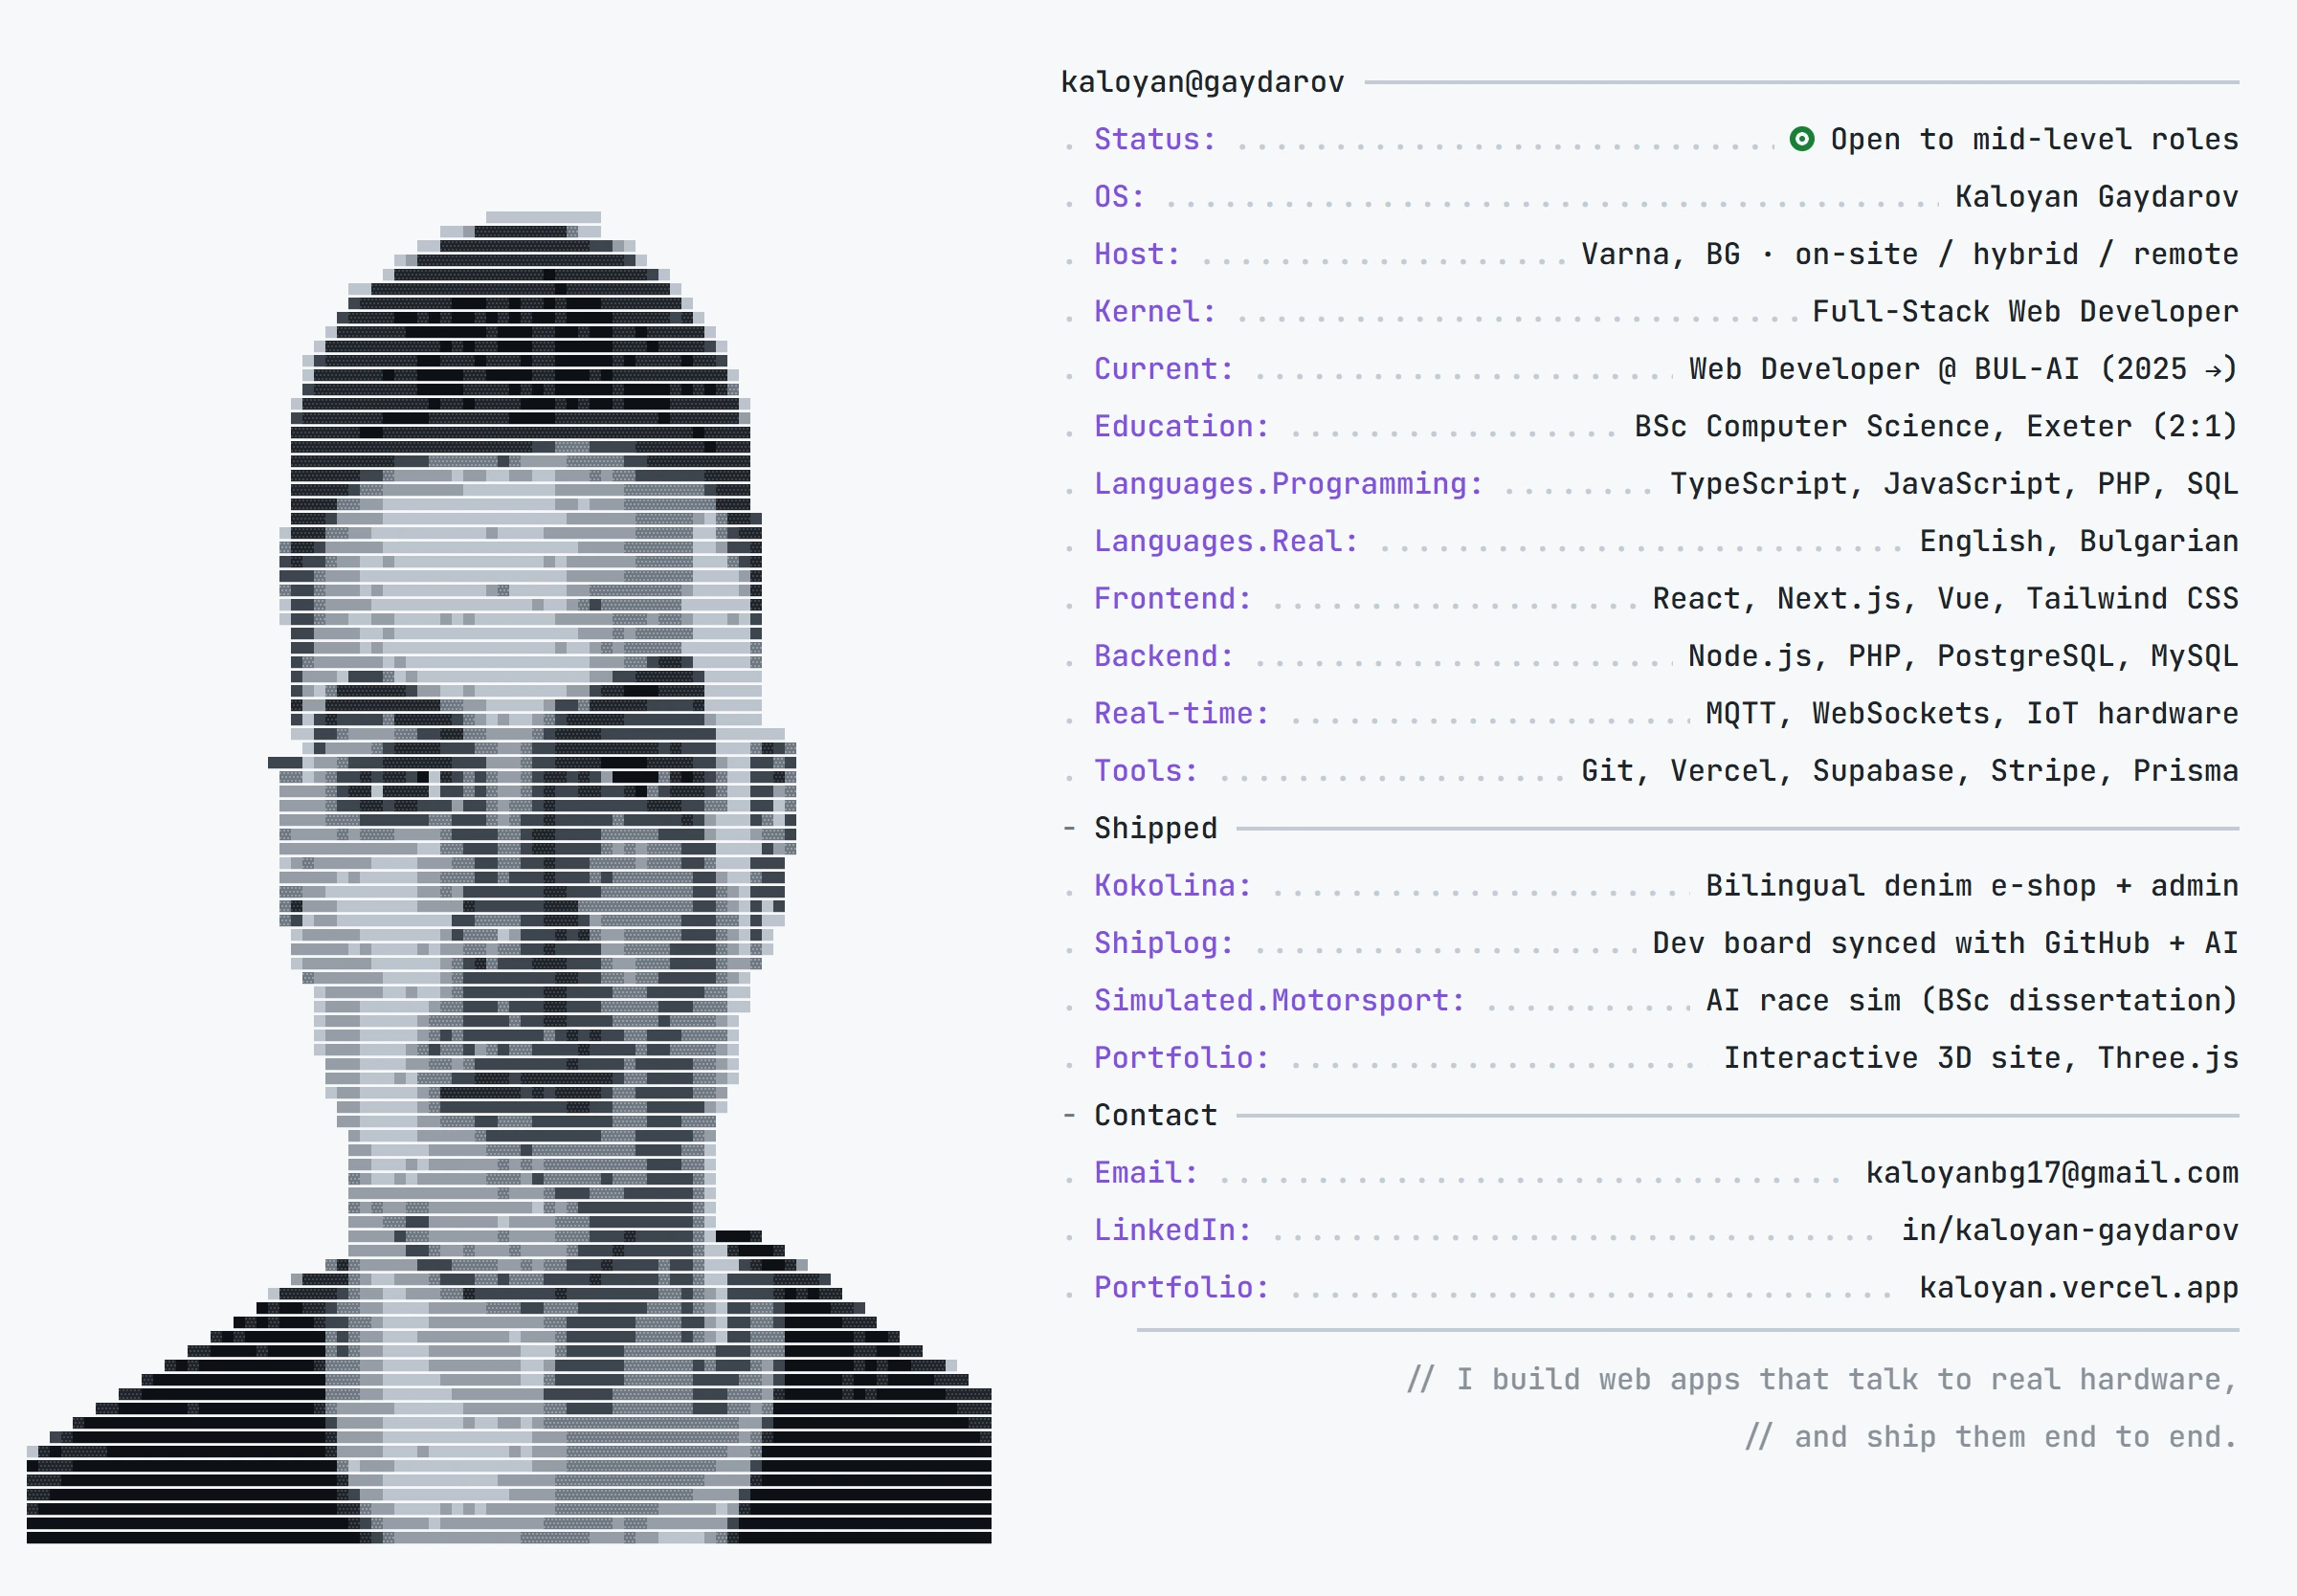 kaloyan@gaydarov
. Status: Open to mid-level roles
. OS: Kaloyan Gaydarov
. Host: Varna, BG · on-site / hybrid / remote
. Kernel: Full-Stack Web Developer
. Current: Web Developer @ BUL-AI (2025 →)
. Education: BSc Computer Science, Exeter (2:1)
. Languages.Programming: TypeScript, JavaScript, PHP, SQL
. Languages.Real: English, Bulgarian
. Frontend: React, Next.js, Vue, Tailwind CSS
. Backend: Node.js, PHP, PostgreSQL, MySQL
. Real-time: MQTT, WebSockets, IoT hardware
. Tools: Git, Vercel, Supabase, Stripe, Prisma
- Shipped
. Kokolina: Bilingual denim e-shop + admin
. Shiplog: Dev board synced with GitHub + AI
. Simulated.Motorsport: AI race sim (BSc dissertation)
. Portfolio: Interactive 3D site, Three.js
- Contact
. Email: kaloyanbg17@gmail.com
. LinkedIn: in/kaloyan-gaydarov
. Portfolio: kaloyan.vercel.app
// I build web apps that talk to real hardware,
// and ship them end to end.